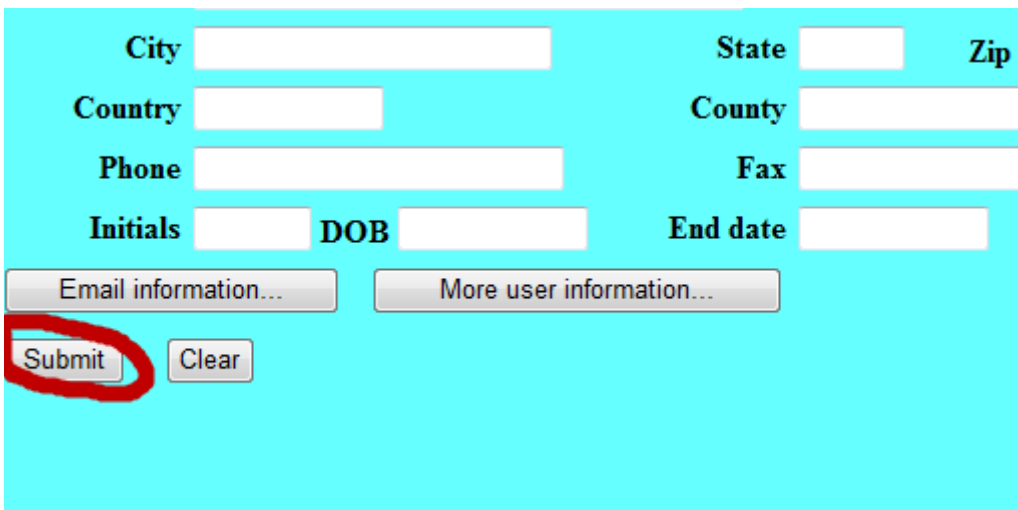 City State Zip
Country County
Phone Fax
Initials DOB End date
Email information... More user information...
Submit Clear